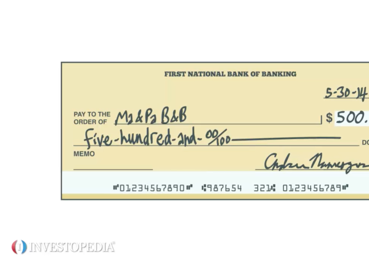 FIRST NATIONAL BANK OF BANKING
5-30-14
PAY TO THE
ORDER OF Ma & Pa B&B $ 500.
five-hundred-and- 00/100 DO
MEMO
⑈01234567890⑈ ⑆987654 321⑆ 0123456789⑈
INVESTOPEDIA